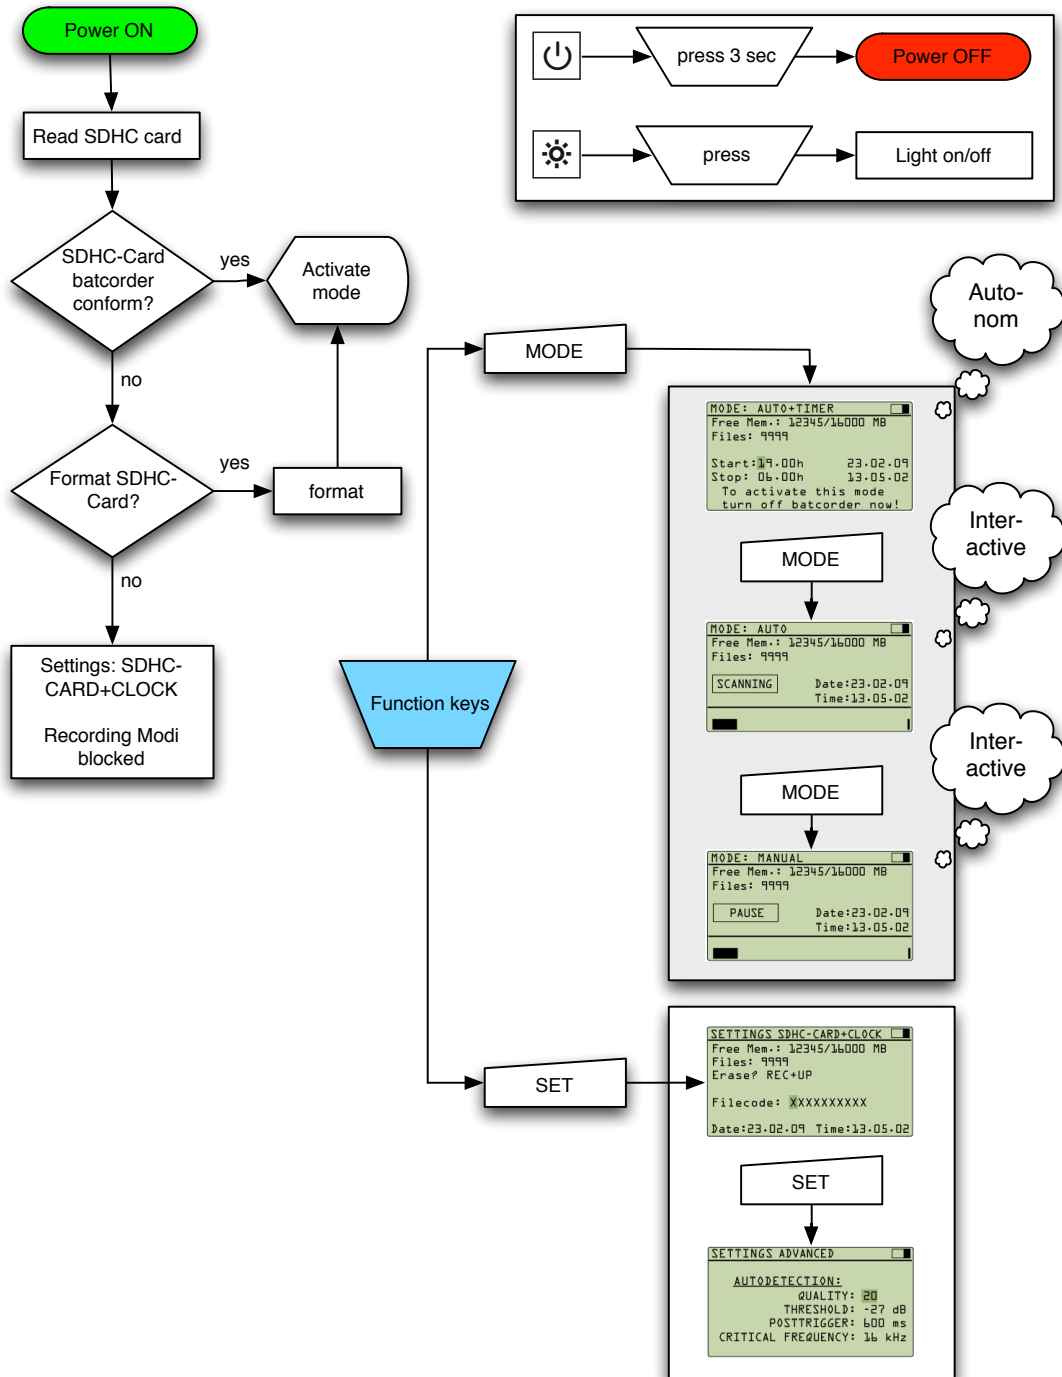 Power ON
Read SDHC card
SDHC-Card
batcorder
conform?
yes
Activate
mode
no
Format SDHC-
Card?
yes
format
no
Settings: SDHC-
CARD+CLOCK
Recording Modi
blocked
press 3 sec
Power OFF
press
Light on/off
Function keys
MODE
Auto-
nom
MODE: AUTO+TIMER
Free Mem.: 12345/16000 MB
Files: 9999
Start:19.00h 23.02.09
Stop: 06.00h 13.05.02
To activate this mode
turn off batcorder now!
MODE
Inter-
active
MODE: AUTO
Free Mem.: 12345/16000 MB
Files: 9999
SCANNING Date:23.02.09
Time:13.05.02
MODE
Inter-
active
MODE: MANUAL
Free Mem.: 12345/16000 MB
Files: 9999
PAUSE Date:23.02.09
Time:13.05.02
SET
SETTINGS SDHC-CARD+CLOCK
Free Mem.: 12345/16000 MB
Files: 9999
Erase? REC+UP
Filecode: XXXXXXXXXX
Date:23.02.09 Time:13.05.02
SET
SETTINGS ADVANCED
AUTODETECTION:
QUALITY: 20
THRESHOLD: -27 dB
POSTTRIGGER: 600 ms
CRITICAL FREQUENCY: 16 kHz